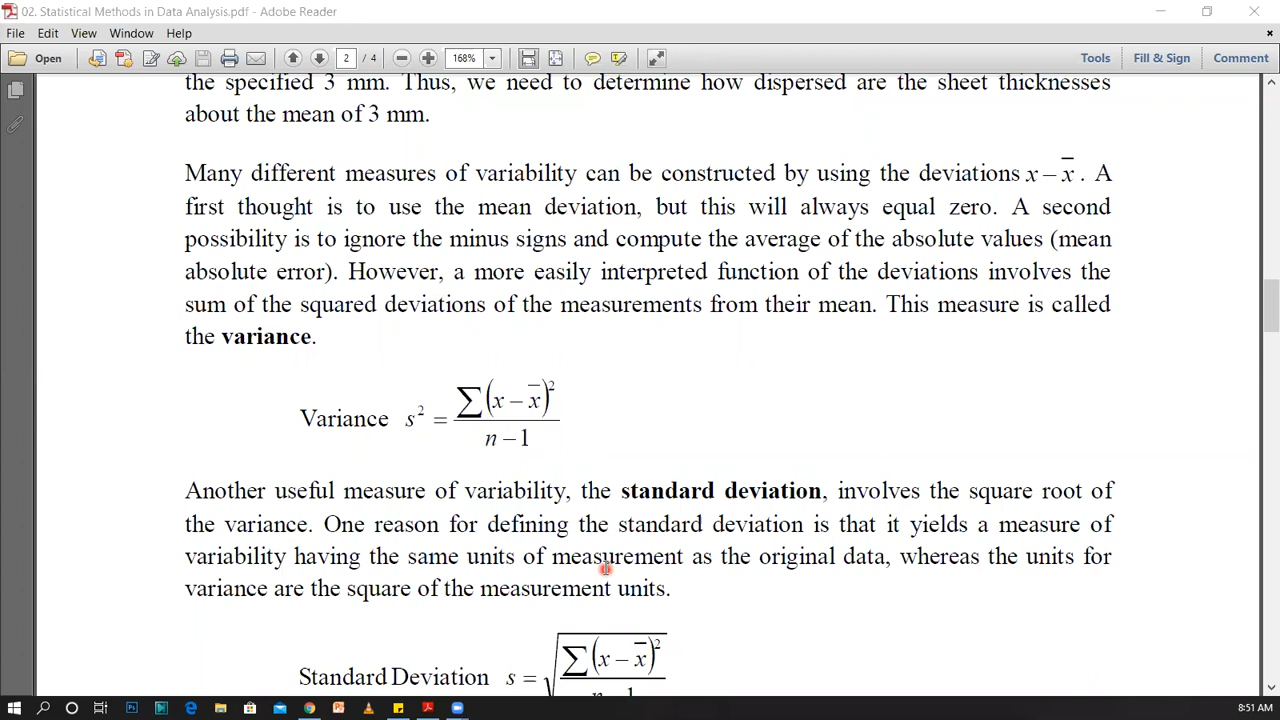 02. Statistical Methods in Data Analysis.pdf - Adobe Reader
File Edit View Window Help
Open 2 / 4 168% Tools Fill & Sign Comment
the specified 3 mm. Thus, we need to determine how dispersed are the sheet thicknesses
about the mean of 3 mm.
Many different measures of variability can be constructed by using the deviations x − x̄ . A
first thought is to use the mean deviation, but this will always equal zero. A second
possibility is to ignore the minus signs and compute the average of the absolute values (mean
absolute error). However, a more easily interpreted function of the deviations involves the
sum of the squared deviations of the measurements from their mean. This measure is called
the variance.
Variance s² = ∑(x − x̄)² / n − 1
Another useful measure of variability, the standard deviation, involves the square root of
the variance. One reason for defining the standard deviation is that it yields a measure of
variability having the same units of measurement as the original data, whereas the units for
variance are the square of the measurement units.
Standard Deviation s = √∑(x − x̄)² / n − 1
8:51 AM